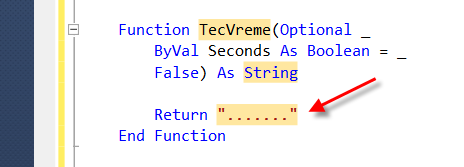 Function TecVreme(Optional _
ByVal Seconds As Boolean = _
False) As String
Return "......."
End Function